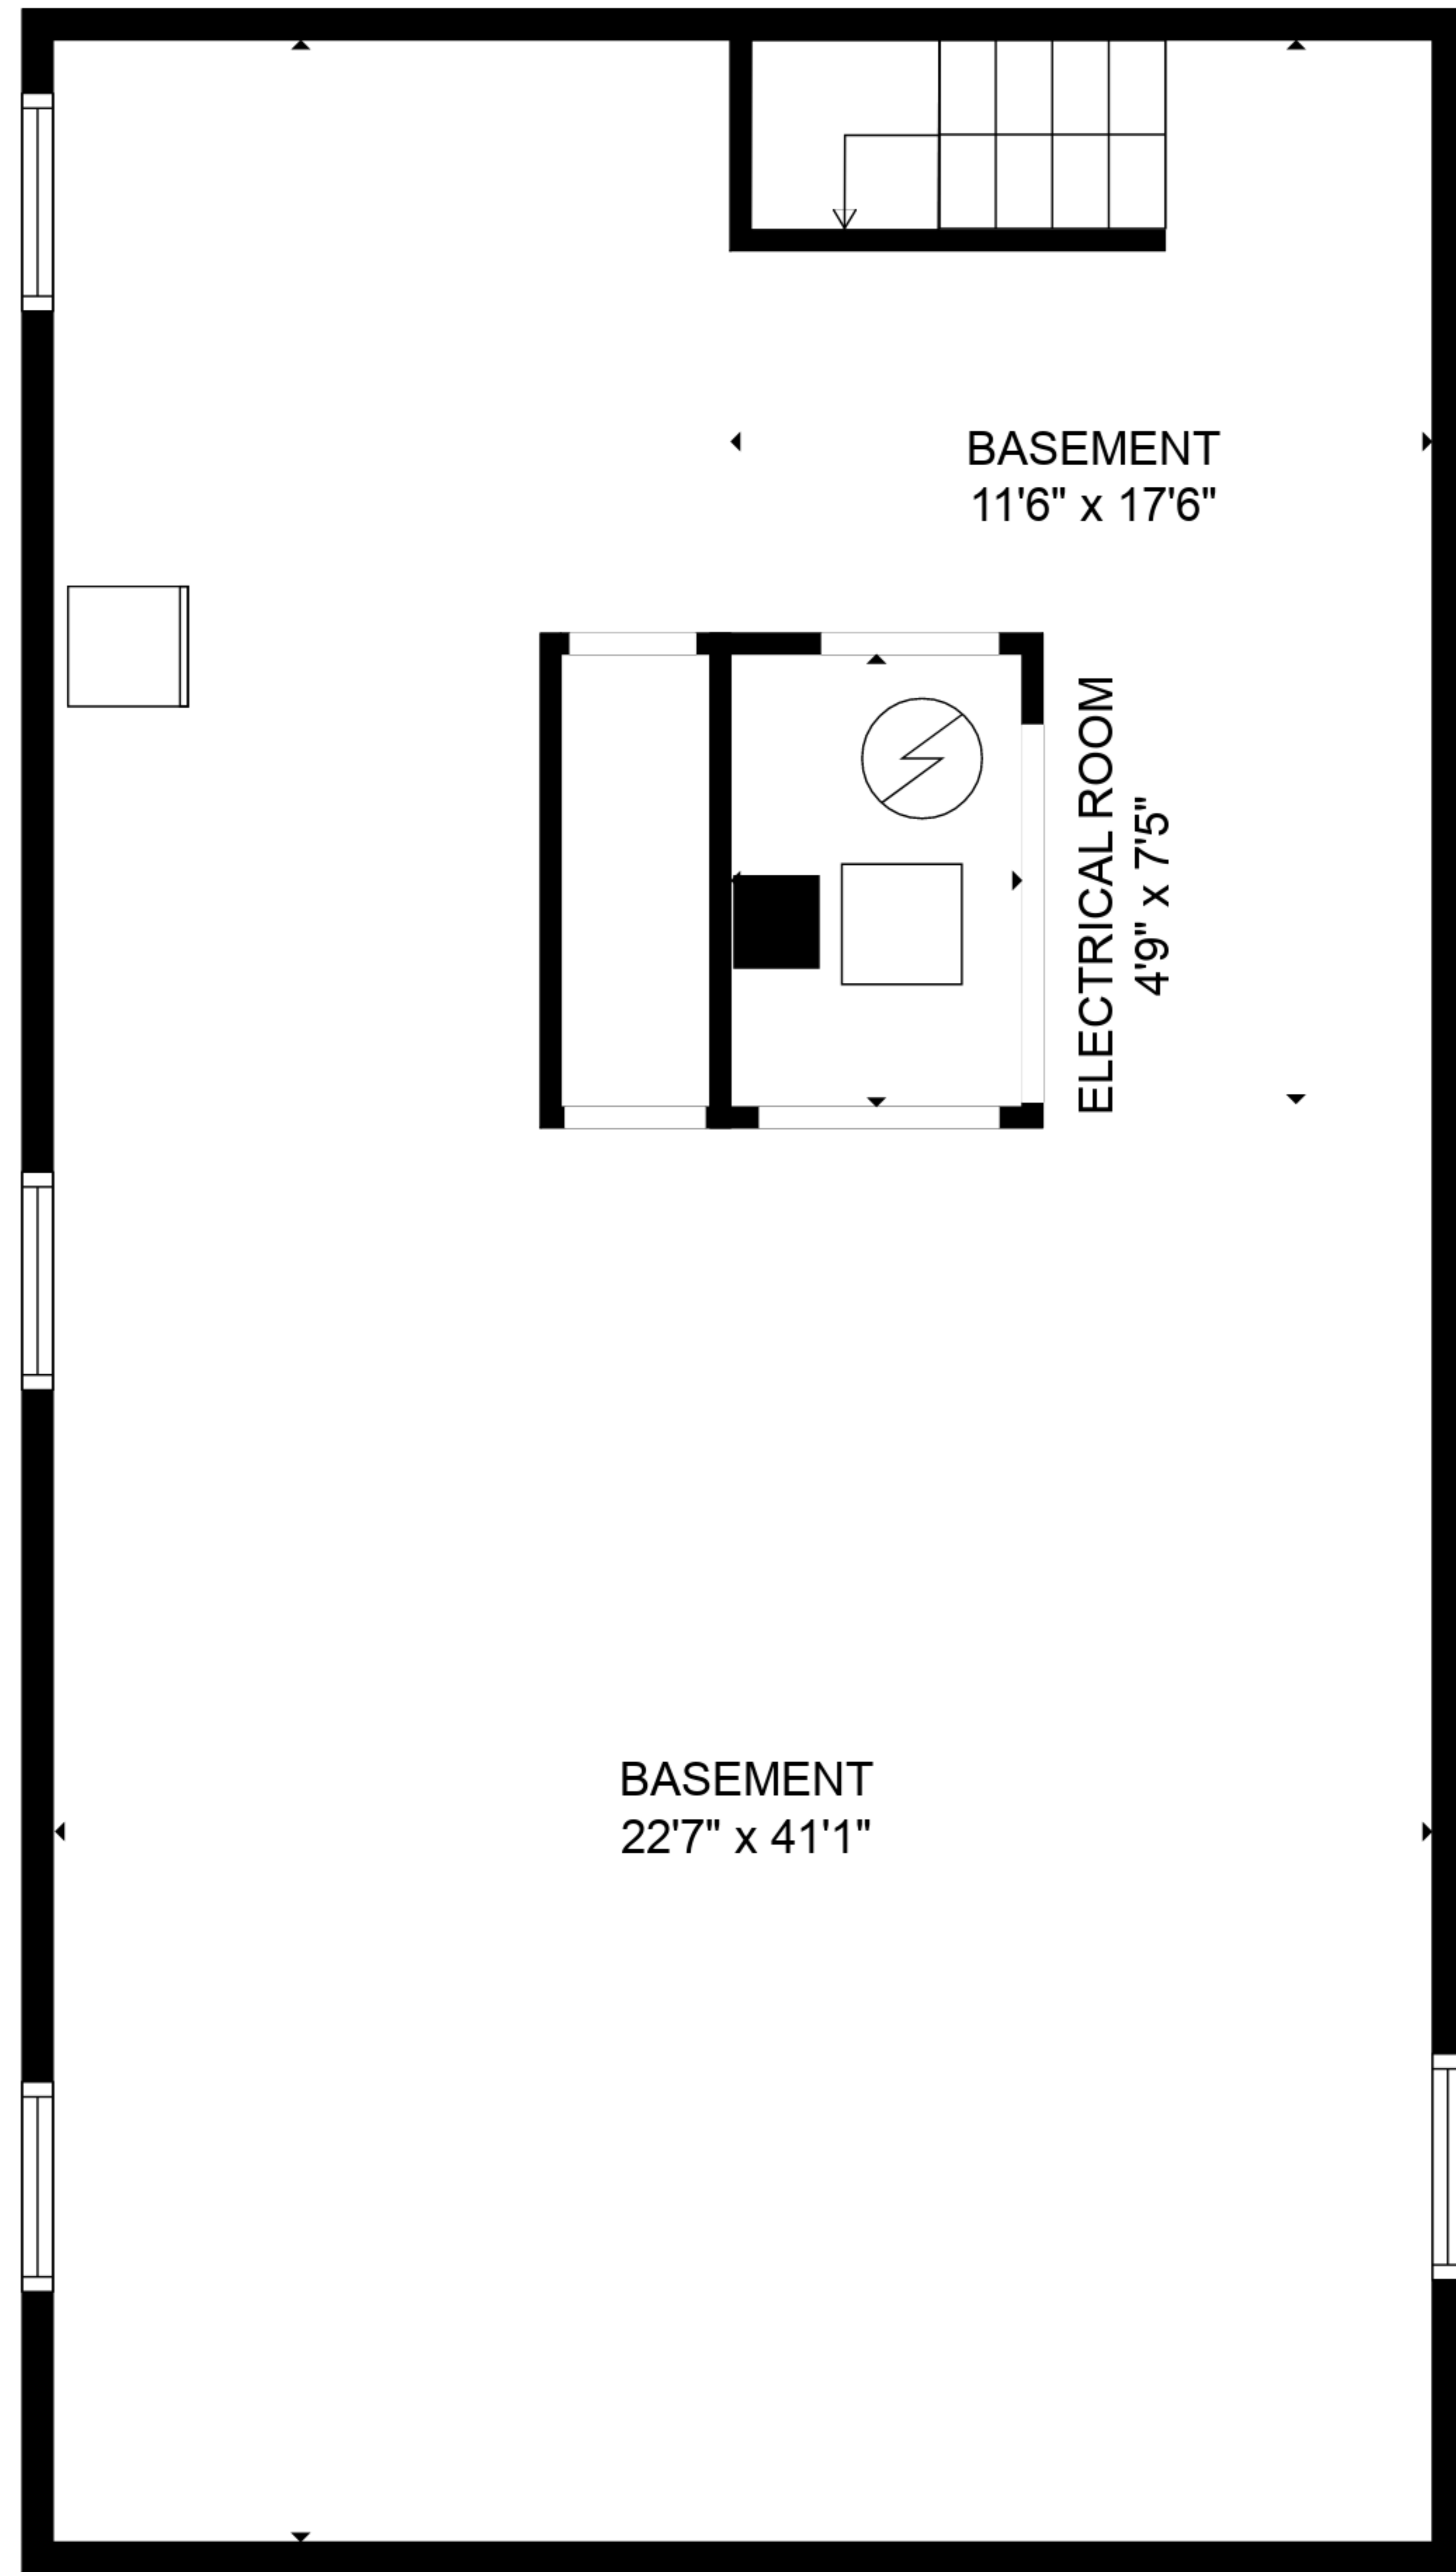 BASEMENT
11'6" x 17'6"
ELECTRICAL ROOM
4'9" x 7'5"
BASEMENT
22'7" x 41'1"